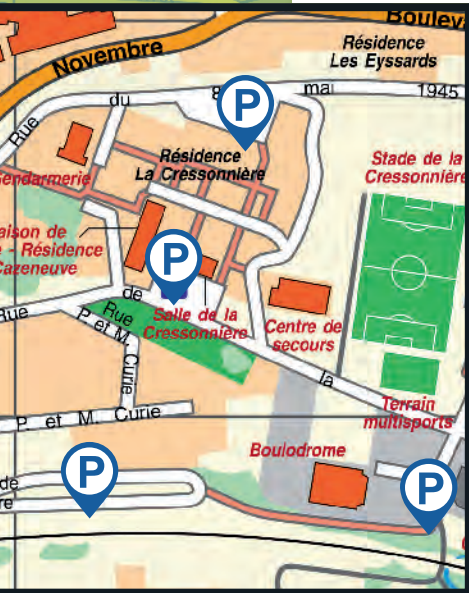 Boulev
Novembre
Résidence
Les Eyssards
Rue
du
8
mai
1945
P
Résidence
La Cressonnière
Gendarmerie
Stade de la
Cressonnière
aison de
e - Résidence
Cazeneuve
P
Rue
de
Rue
P. et M. Curie
Salle de la
Cressonnière
Centre de
secours
la
P. et M. Curie
Terrain
multisports
Boulodrome
P
P
de
re